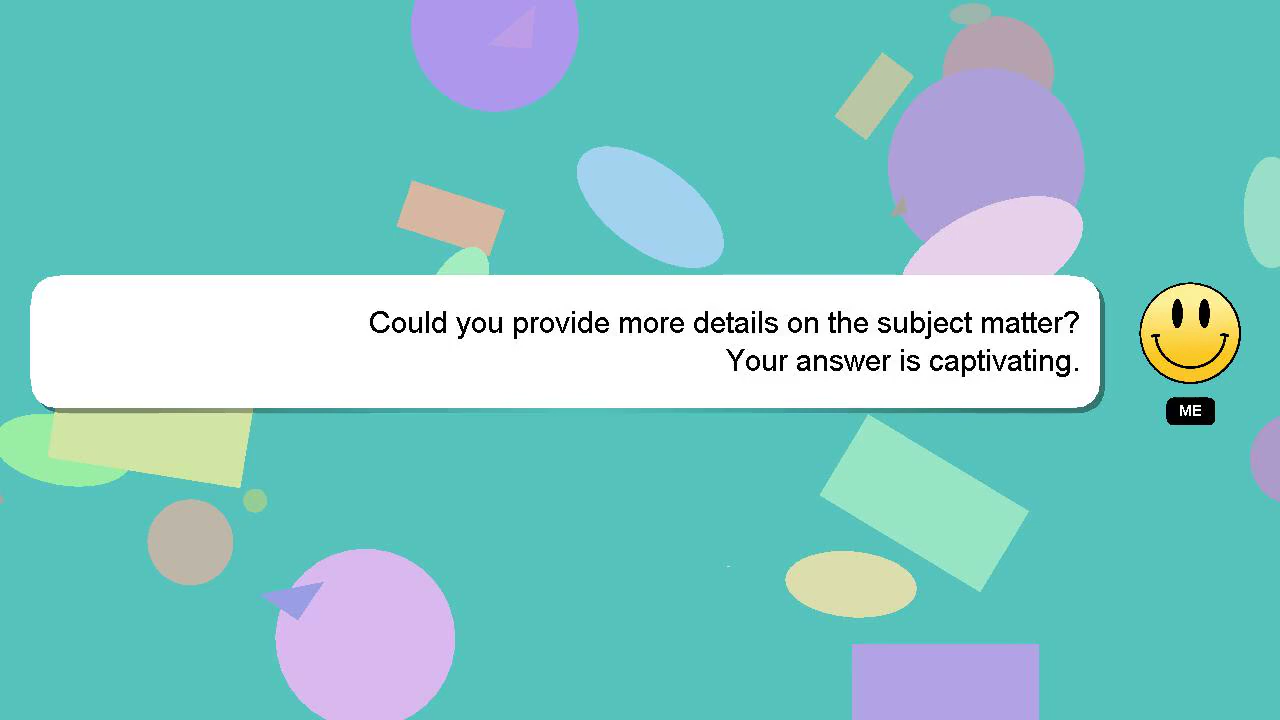 Could you provide more details on the subject matter?
Your answer is captivating.
ME